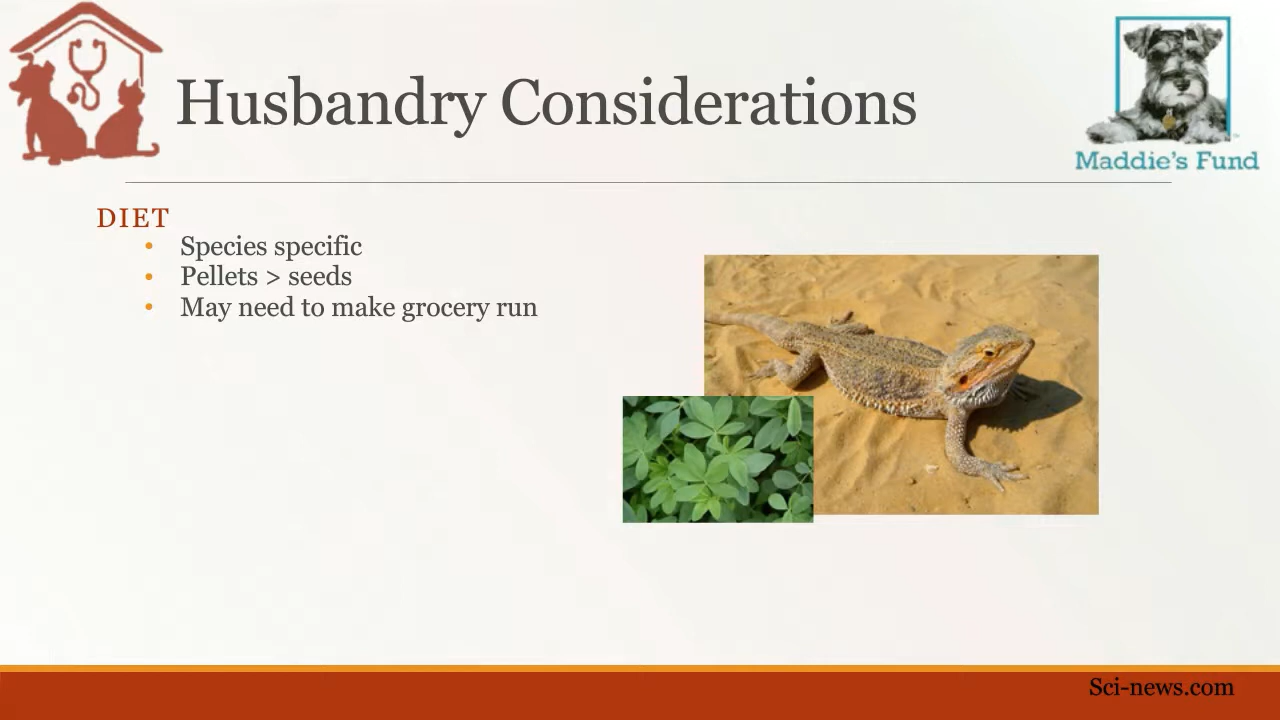 Husbandry Considerations
Maddie's Fund
DIET
• Species specific
• Pellets > seeds
• May need to make grocery run
Sci-news.com